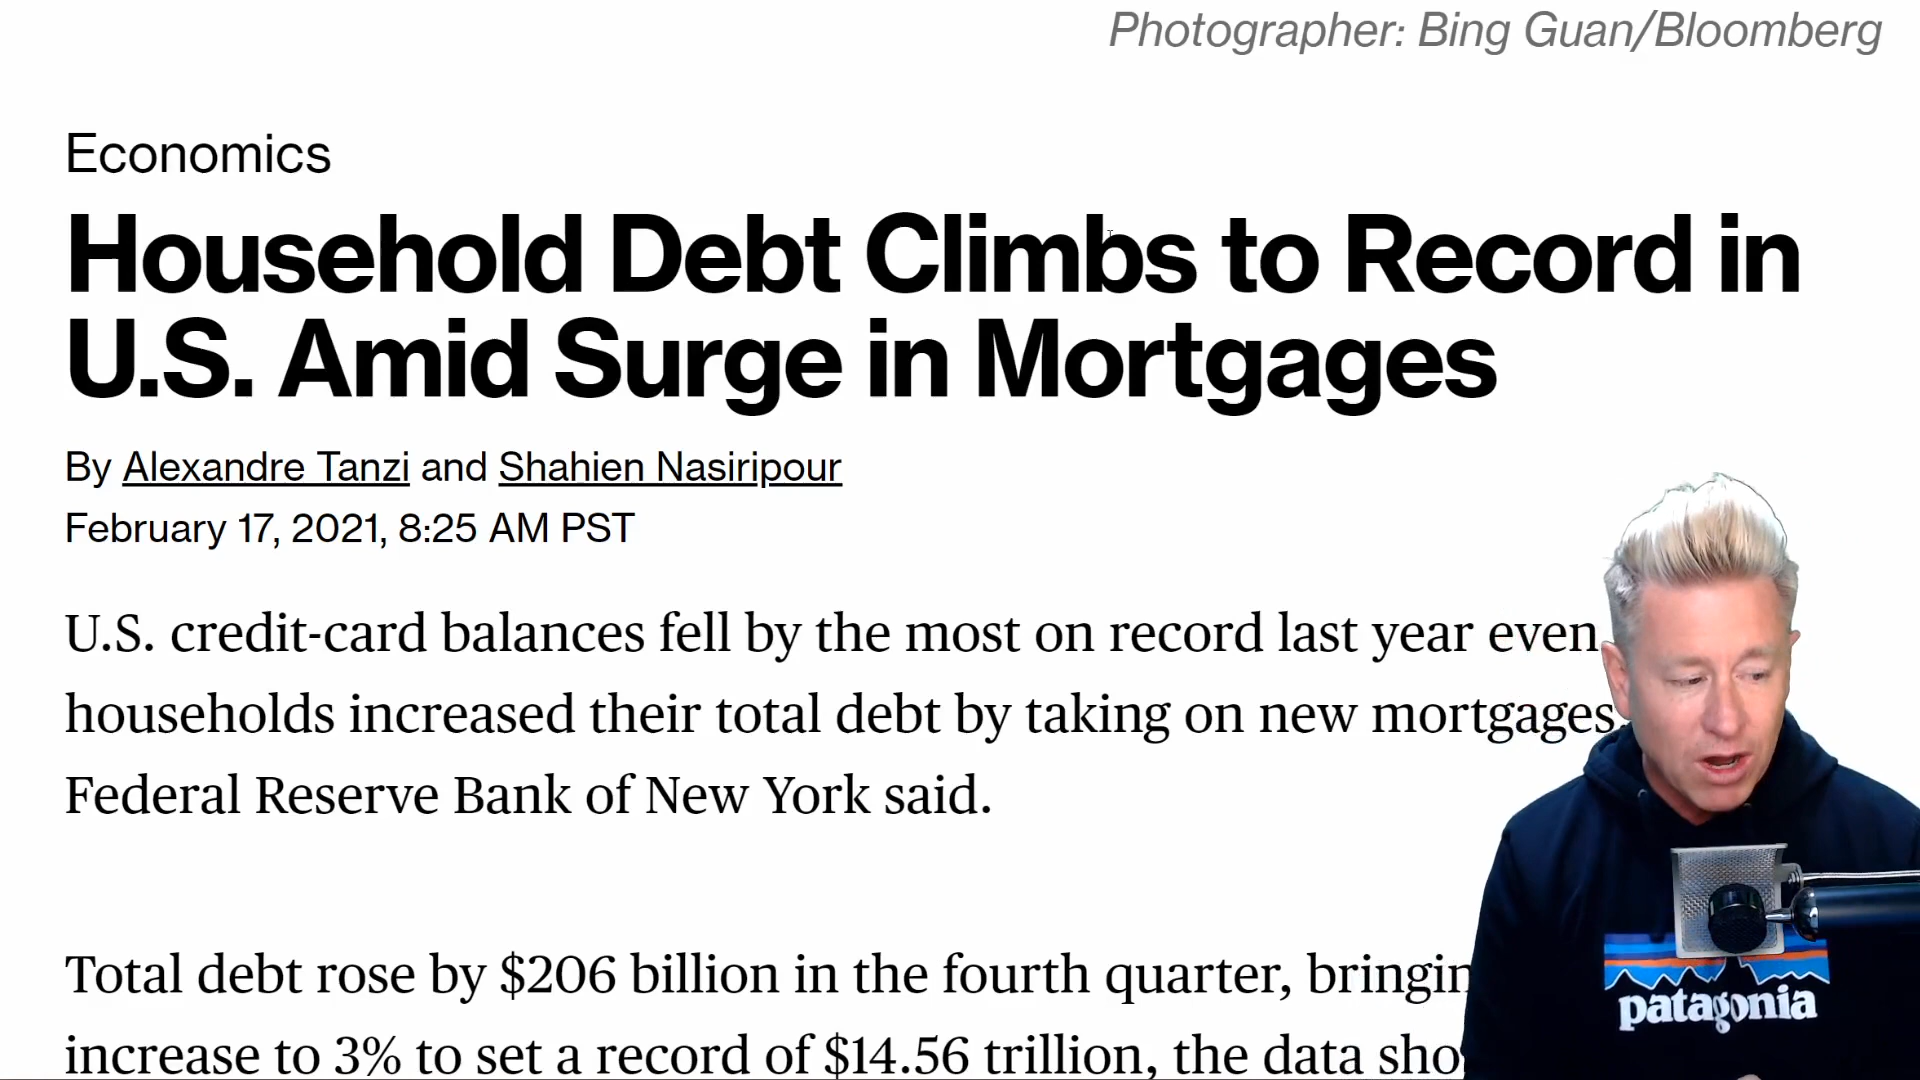 Photographer: Bing Guan/Bloomberg
Economics
Household Debt Climbs to Record in
U.S. Amid Surge in Mortgages
By Alexandre Tanzi and Shahien Nasiripour
February 17, 2021, 8:25 AM PST
U.S. credit-card balances fell by the most on record last year even
households increased their total debt by taking on new mortgages,
Federal Reserve Bank of New York said.
Total debt rose by $206 billion in the fourth quarter,
increase to 3% to set a record of $14.56 trillion, the data
patagonia